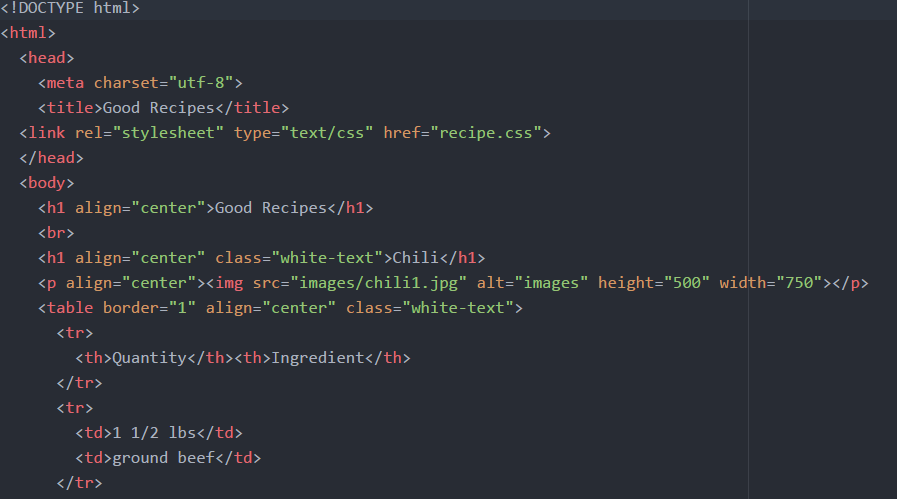 <!DOCTYPE html>
<html>
  <head>
    <meta charset="utf-8">
    <title>Good Recipes</title>
  <link rel="stylesheet" type="text/css" href="recipe.css">
  </head>
  <body>
    <h1 align="center">Good Recipes</h1>
    <br>
    <h1 align="center" class="white-text">Chili</h1>
    <p align="center"><img src="images/chili1.jpg" alt="images" height="500" width="750"></p>
    <table border="1" align="center" class="white-text">
      <tr>
        <th>Quantity</th><th>Ingredient</th>
      </tr>
      <tr>
        <td>1 1/2 lbs</td>
        <td>ground beef</td>
      </tr>